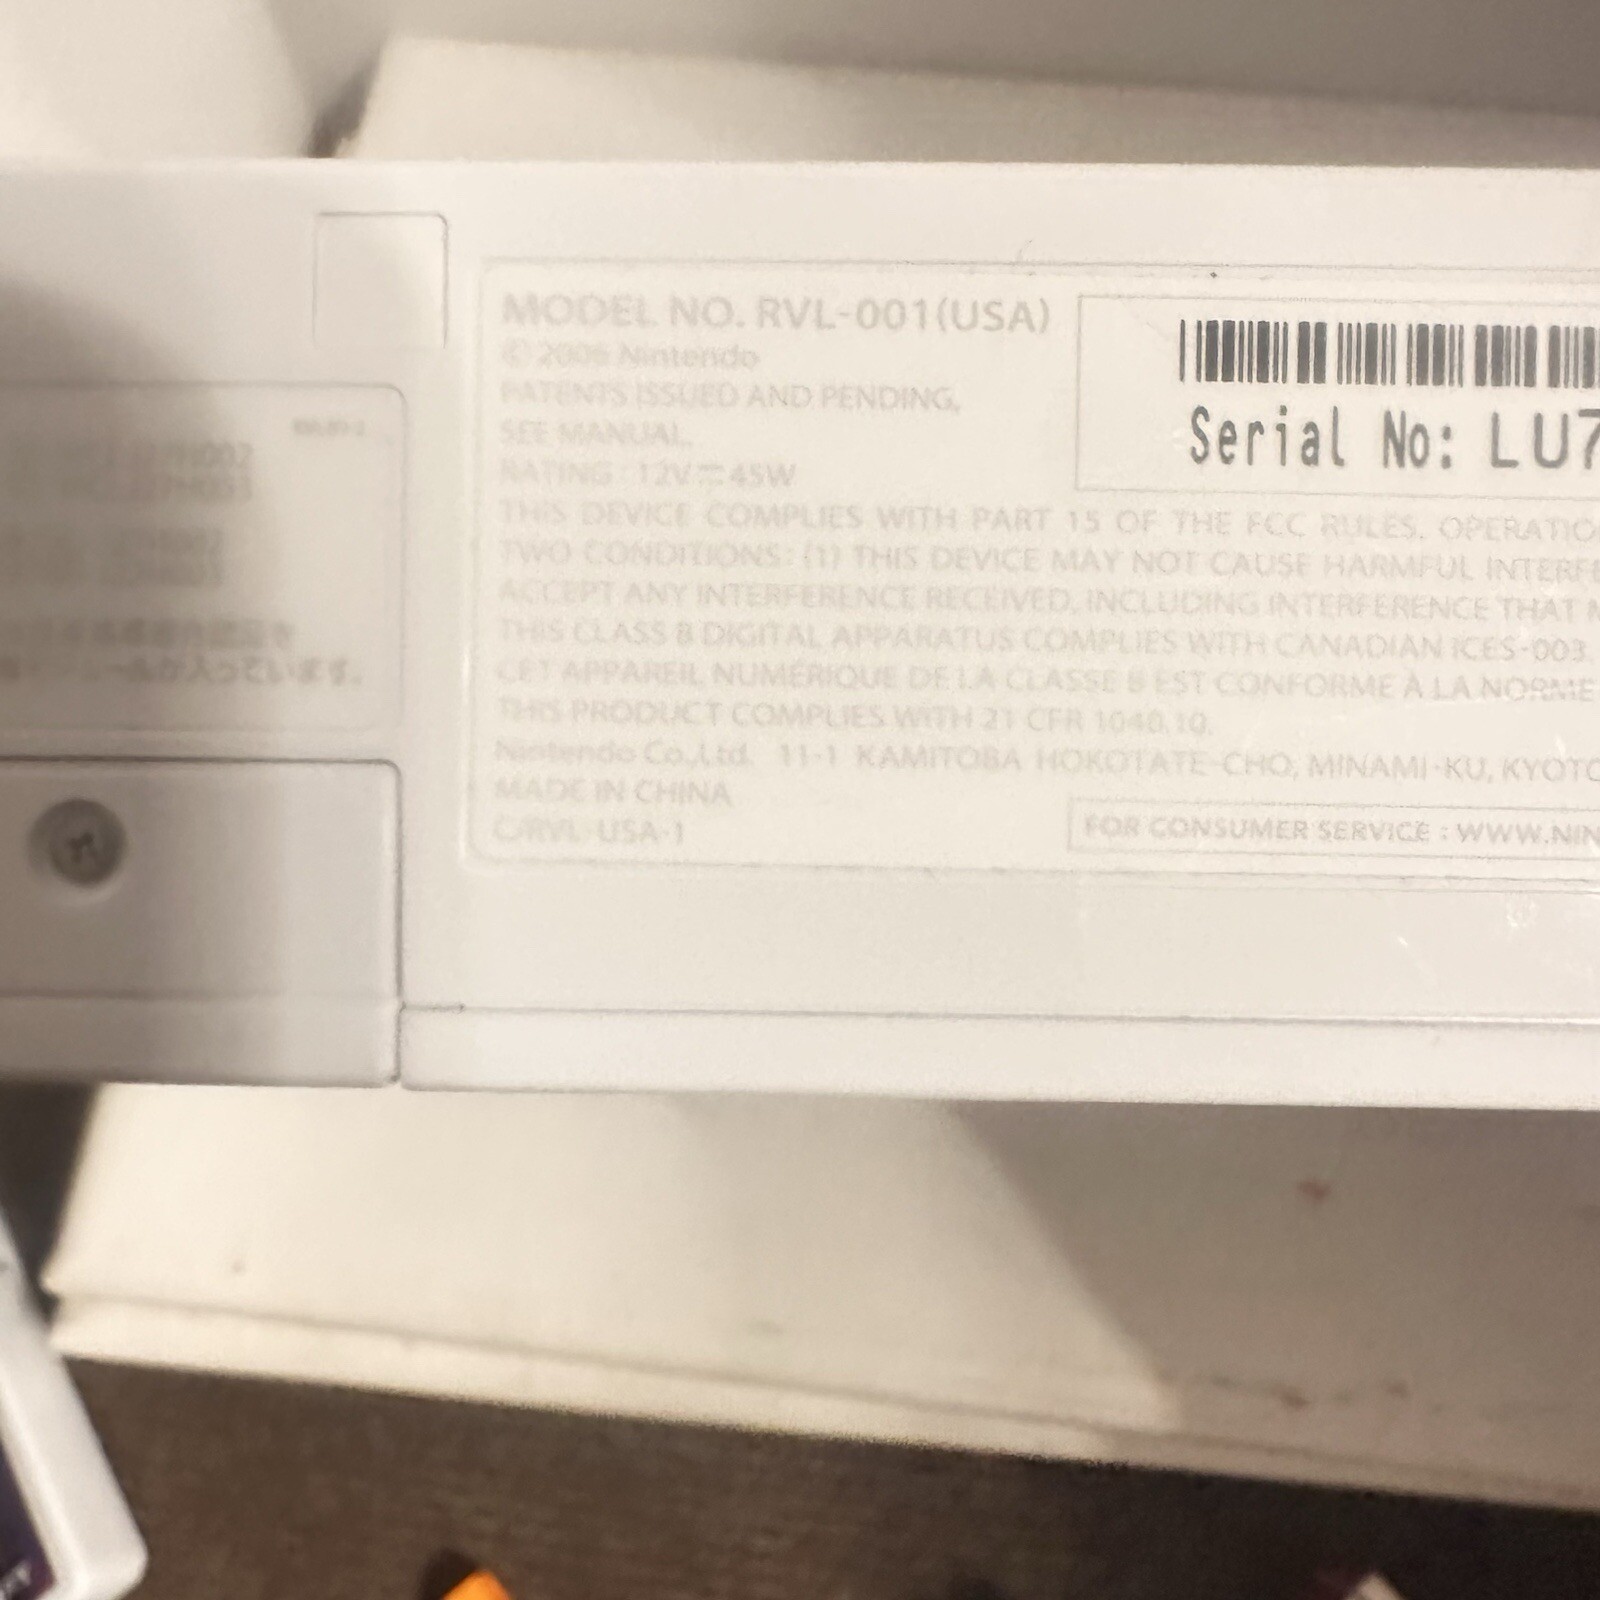 MODEL NO. RVL-001(USA)
© 2006 Nintendo
PATENTS ISSUED AND PENDING,
SEE MANUAL.
RATING : 12V⎓45W
Serial No: LU7
THIS DEVICE COMPLIES WITH PART 15 OF THE FCC RULES. OPERATIO
TWO CONDITIONS: (1) THIS DEVICE MAY NOT CAUSE HARMFUL INTERFE
ACCEPT ANY INTERFERENCE RECEIVED, INCLUDING INTERFERENCE THAT M
THIS CLASS B DIGITAL APPARATUS COMPLIES WITH CANADIAN ICES-003.
CET APPAREIL NUMÉRIQUE DE LA CLASSE B EST CONFORME À LA NORME
THIS PRODUCT COMPLIES WITH 21 CFR 1040.10.
Nintendo Co.,Ltd. 11-1 KAMITOBA HOKOTATE-CHO, MINAMI-KU, KYOTO
MADE IN CHINA
C/RVL-USA-1
FOR CONSUMER SERVICE : WWW.NIN